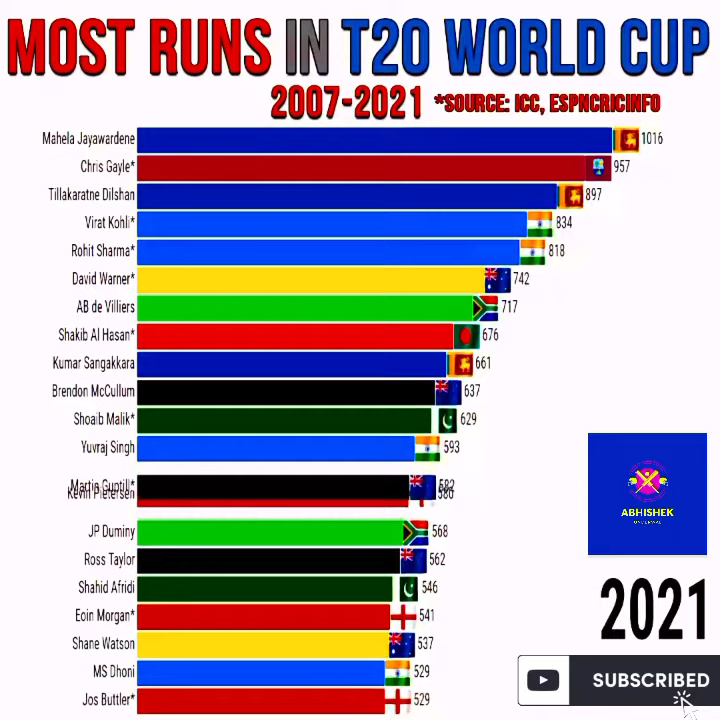 MOST RUNS IN T20 WORLD CUP
2007-2021 *SOURCE: ICC, ESPNCRICINFO
Mahela Jayawardene 1016
Chris Gayle* 957
Tillakaratne Dilshan 897
Virat Kohli* 834
Rohit Sharma* 818
David Warner* 742
AB de Villiers 717
Shakib Al Hasan* 676
Kumar Sangakkara 661
Brendon McCullum 637
Shoaib Malik* 629
Yuvraj Singh 593
Martin Guptill* 582
Kevin Pietersen 580
JP Duminy 568
Ross Taylor 562
Shahid Afridi 546
Eoin Morgan* 541
Shane Watson 537
MS Dhoni 529
Jos Buttler* 529
ABHISHEK
2021
SUBSCRIBED